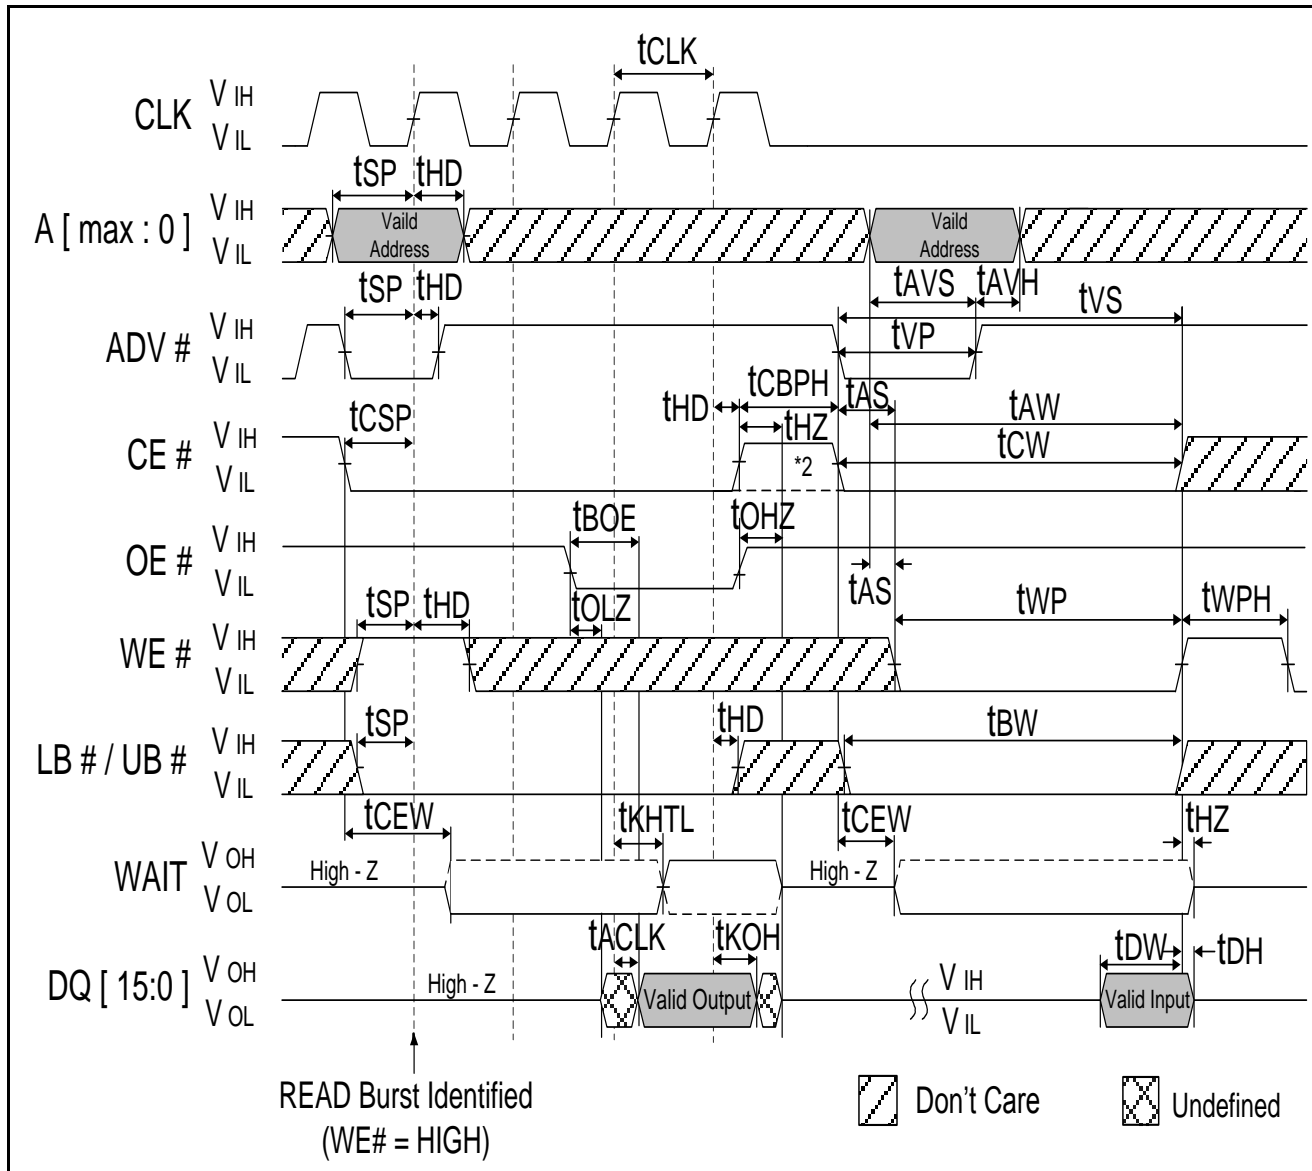 tCLK
CLK
V IH
V IL
tSP
tHD
A [ max : 0 ]
V IH
V IL
Vaild
Address
Vaild
Address
tSP
tHD
tAVS
tAVH
tVS
ADV #
V IH
V IL
tVP
tCSP
tHD
tCBPH
tAS
tHZ
tAW
CE #
V IH
V IL
*2
tCW
tBOE
tOHZ
OE #
V IH
V IL
tAS
tSP
tHD
tOLZ
tWP
tWPH
WE #
V IH
V IL
tSP
tHD
tBW
LB # / UB #
V IH
V IL
tCEW
tKHTL
tCEW
tHZ
WAIT
V OH
V OL
High - Z
High - Z
tACLK
tKOH
tDW
tDH
DQ [ 15:0 ]
V OH
V OL
High - Z
Valid Output
V IH
V IL
Valid Input
READ Burst Identified
(WE# = HIGH)
Don't Care
Undefined